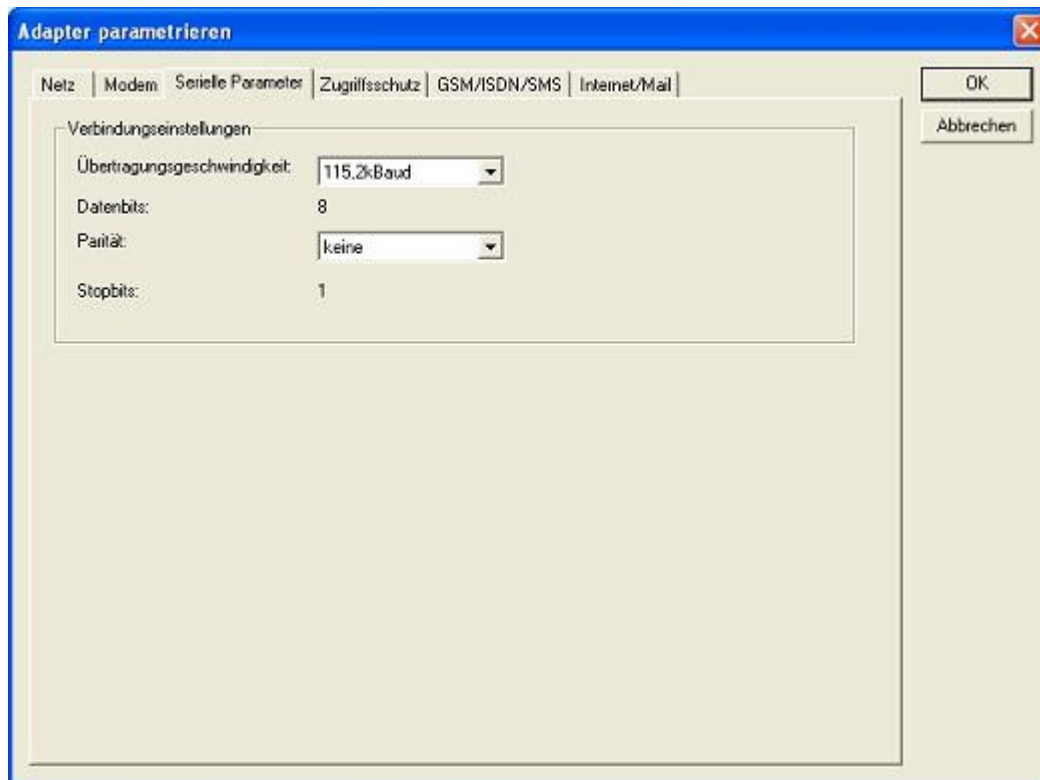 Adapter parametrieren
Netz Modem Serielle Parameter Zugriffsschutz GSM/ISDN/SMS Internet/Mail
OK
Abbrechen
Verbindungseinstellungen
Übertragungsgeschwindigkeit: 115,2kBaud
Datenbits: 8
Parität: keine
Stopbits: 1